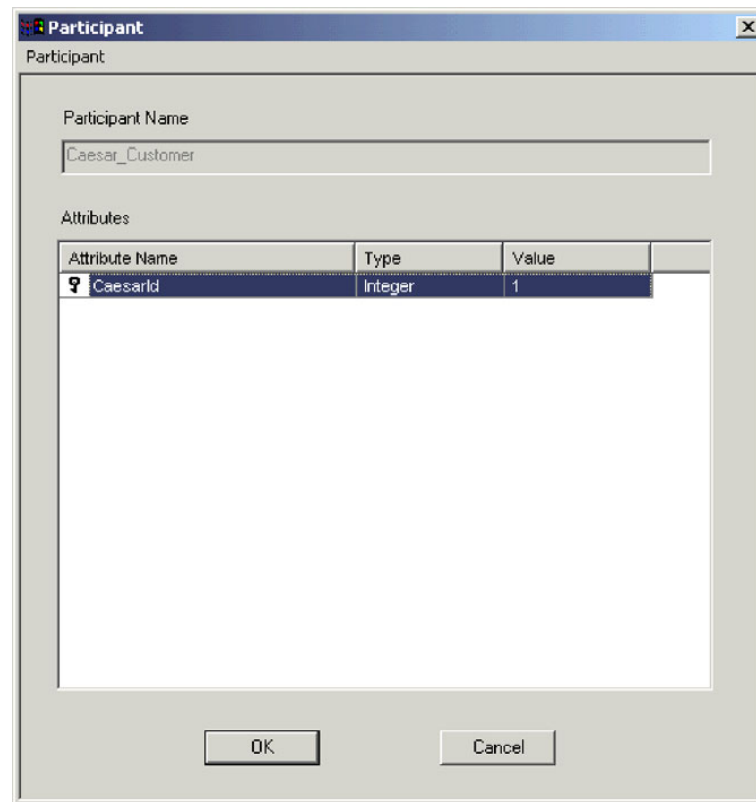 Participant
Participant
Participant Name
Caesar_Customer
Attributes
Attribute Name Type Value
CaesarId Integer 1
OK Cancel